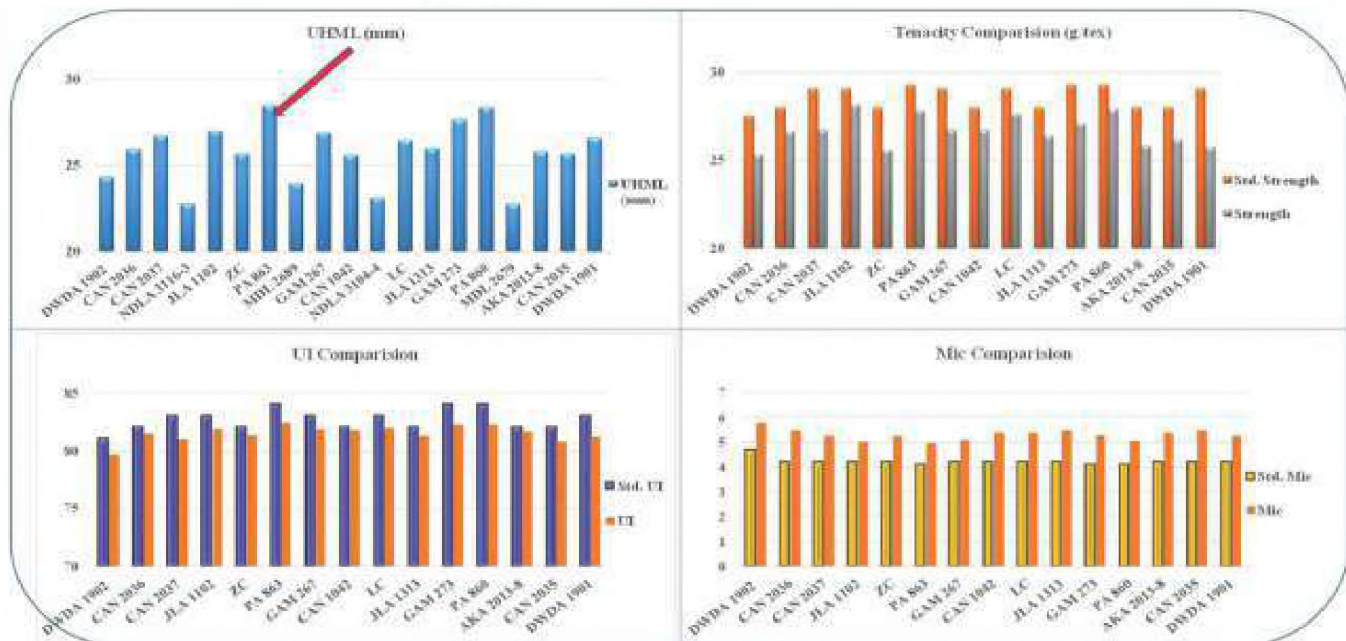 UHML (mm)
30
25
20
UHML
(mm)
DWDA 1902
CAN 2036
CAN 2037
NDLA 3116-3
JLA 1102
ZC
PA 863
MDL 2689
GAM 267
CAN 1042
NDLA 3104-4
LC
JLA 1313
GAM 273
PA 860
MDL 2679
AKA 2013-8
CAN 2035
DWDA 1901
Tenacity Comparision (g/tex)
30
25
20
Std. Strength
Strength
DWDA 1902
CAN 2036
CAN 2037
JLA 1102
ZC
PA 863
GAM 267
CAN 1042
LC
JLA 1313
GAM 273
PA 860
AKA 2013-8
CAN 2035
DWDA 1901
UI Comparision
85
80
75
70
Std. UI
UI
DWDA 1902
CAN 2036
CAN 2037
JLA 1102
ZC
PA 863
GAM 267
CAN 1042
LC
JLA 1313
GAM 273
PA 860
AKA 2013-8
CAN 2035
DWDA 1901
Mic Comparision
7
6
5
4
3
2
1
0
Std. Mic
Mic
DWDA 1902
CAN 2036
CAN 2037
JLA 1102
ZC
PA 863
GAM 267
CAN 1042
LC
JLA 1313
GAM 273
PA 860
AKA 2013-8
CAN 2035
DWDA 1901